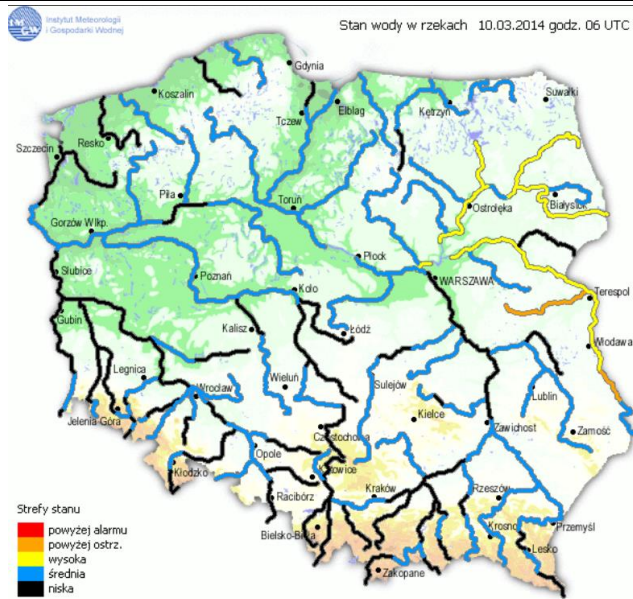 Instytut Meteorologii
i Gospodarki Wodnej
Stan wody w rzekach 10.03.2014 godz. 06 UTC
Gdynia
Koszalin
Suwałki
Elbląg
Kętrzyn
Tczew
Resko
Szczecin
Piła
Toruń
Ostrołęka
Białystok
Gorzów Wlkp.
Płock
Słubice
Poznań
WARSZAWA
Koło
Terespol
Gubin
Kalisz
Łódź
Włodawa
Legnica
Wrocław
Wieluń
Sulejów
Lublin
Jelenia Góra
Kielce
Zawichost
Zamość
Częstochowa
Opole
Kłodzko
Katowice
Racibórz
Kraków
Rzeszów
Bielsko-Biała
Krosno
Przemyśl
Lesko
Zakopane
Strefy stanu
powyżej alarmu
powyżej ostrz.
wysoka
średnia
niska